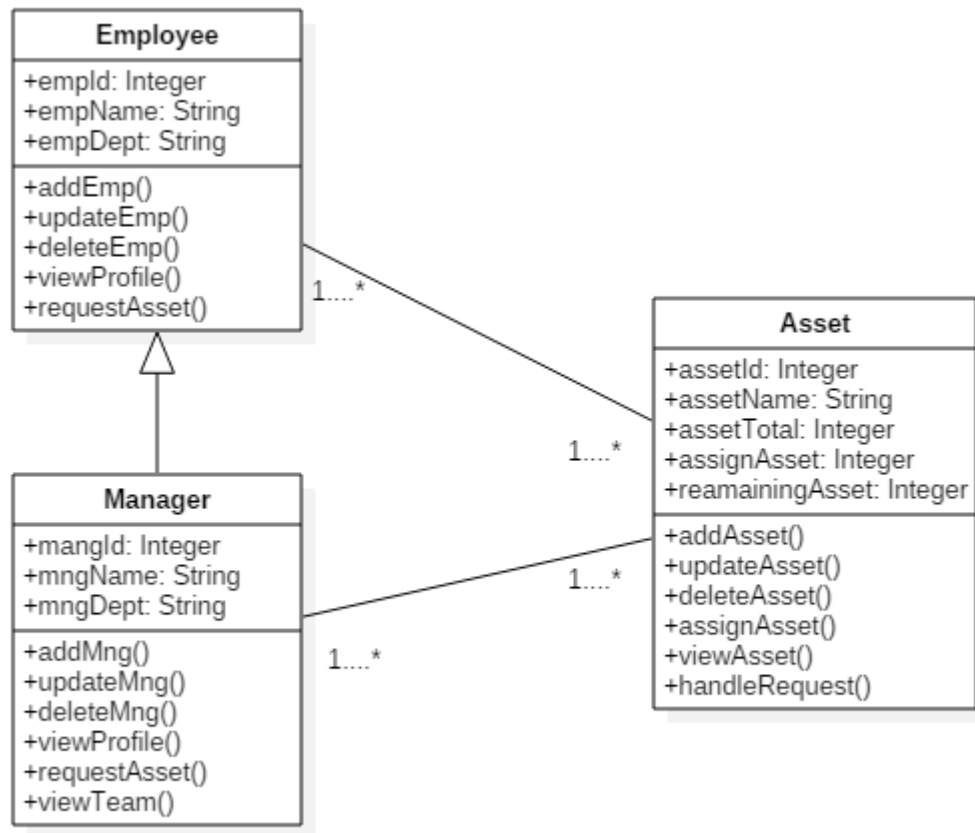 Employee
+empId: Integer
+empName: String
+empDept: String
+addEmp()
+updateEmp()
+deleteEmp()
+viewProfile()
+requestAsset()
1....*
1....*
Asset
+assetId: Integer
+assetName: String
+assetTotal: Integer
+assignAsset: Integer
+reamainingAsset: Integer
+addAsset()
+updateAsset()
+deleteAsset()
+assignAsset()
+viewAsset()
+handleRequest()
Manager
+mangId: Integer
+mngName: String
+mngDept: String
+addMng()
+updateMng()
+deleteMng()
+viewProfile()
+requestAsset()
+viewTeam()
1....*
1....*